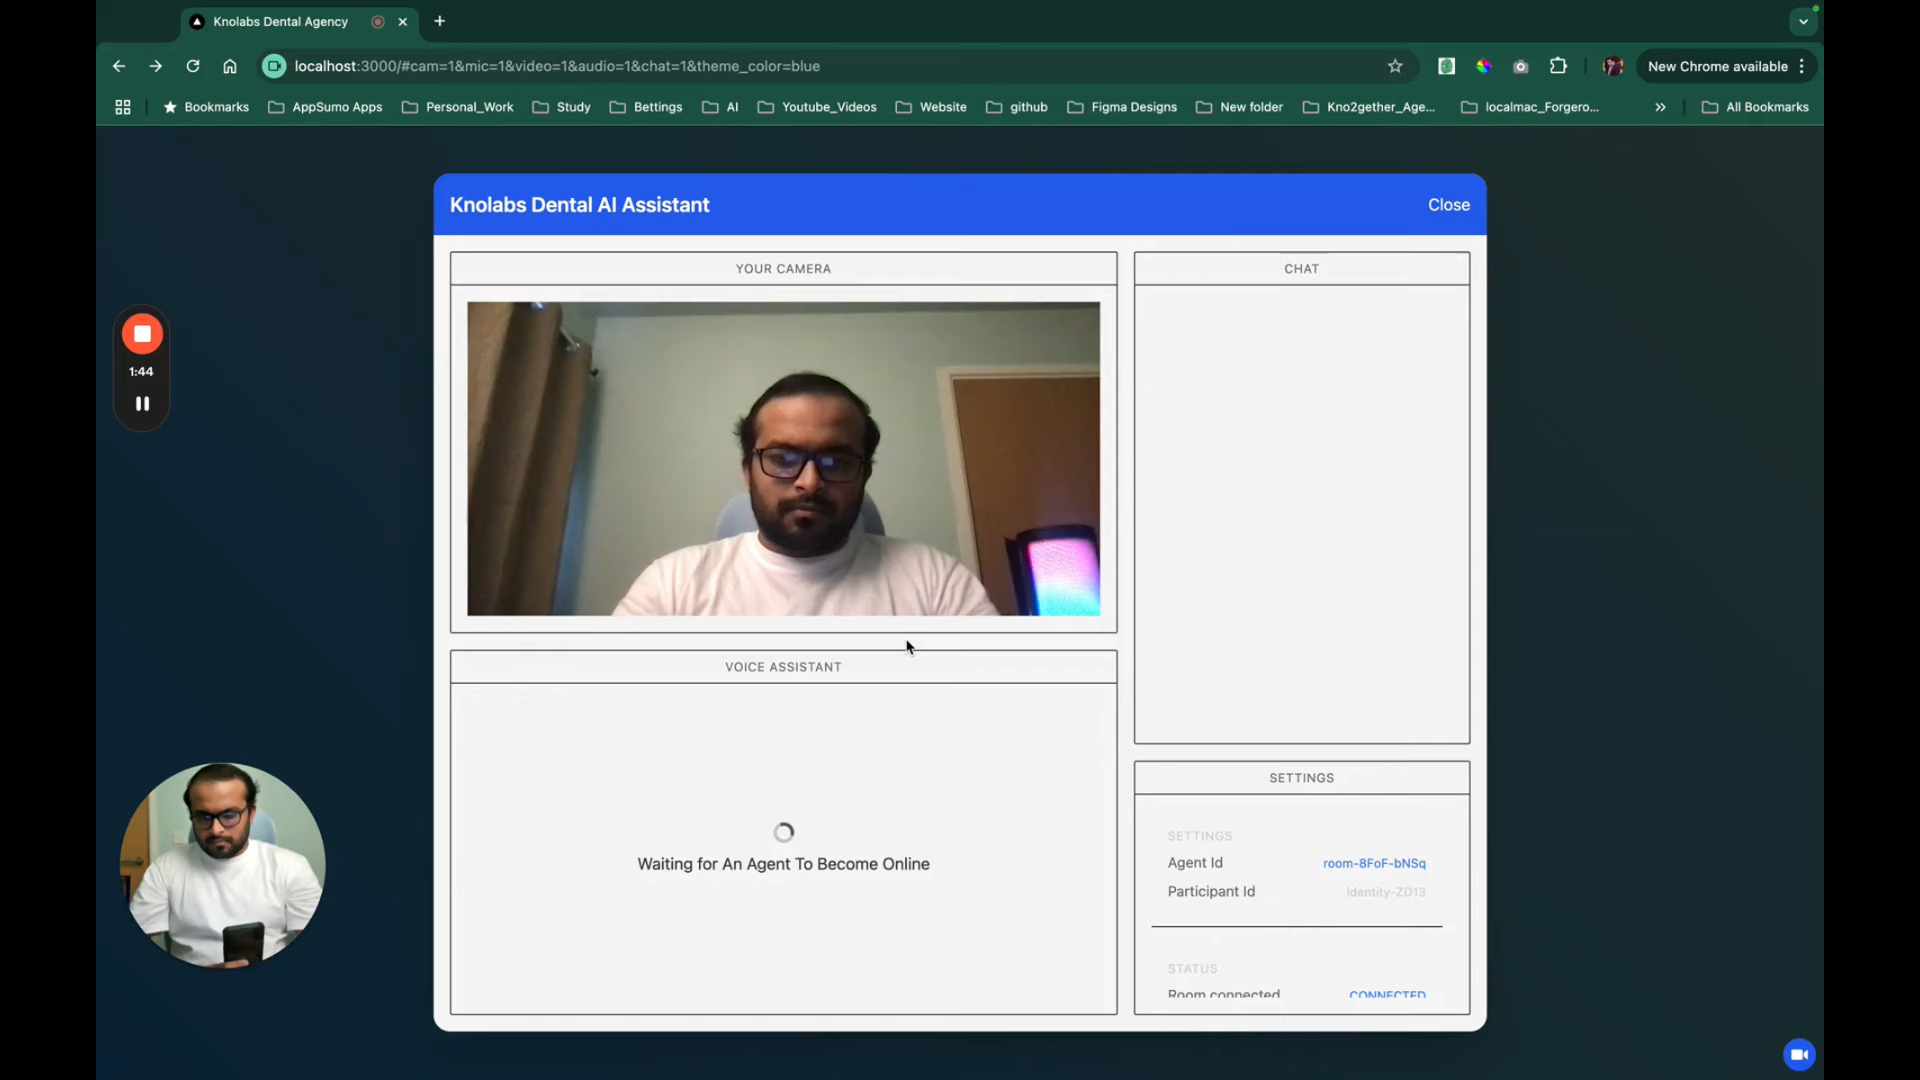 Knolabs Dental Agency
localhost:3000/#cam=1&mic=1&video=1&audio=1&chat=1&theme_color=blue
New Chrome available
Bookmarks
AppSumo Apps
Personal_Work
Study
Bettings
AI
Youtube_Videos
Website
github
Figma Designs
New folder
Kno2gether_Age...
localmac_Forgero...
»
All Bookmarks
Knolabs Dental AI Assistant
Close
YOUR CAMERA
CHAT
1:44
VOICE ASSISTANT
Waiting for An Agent To Become Online
SETTINGS
SETTINGS
Agent Id
room-8FoF-bNSq
Participant Id
identity-ZD13
STATUS
Room connected
CONNECTED